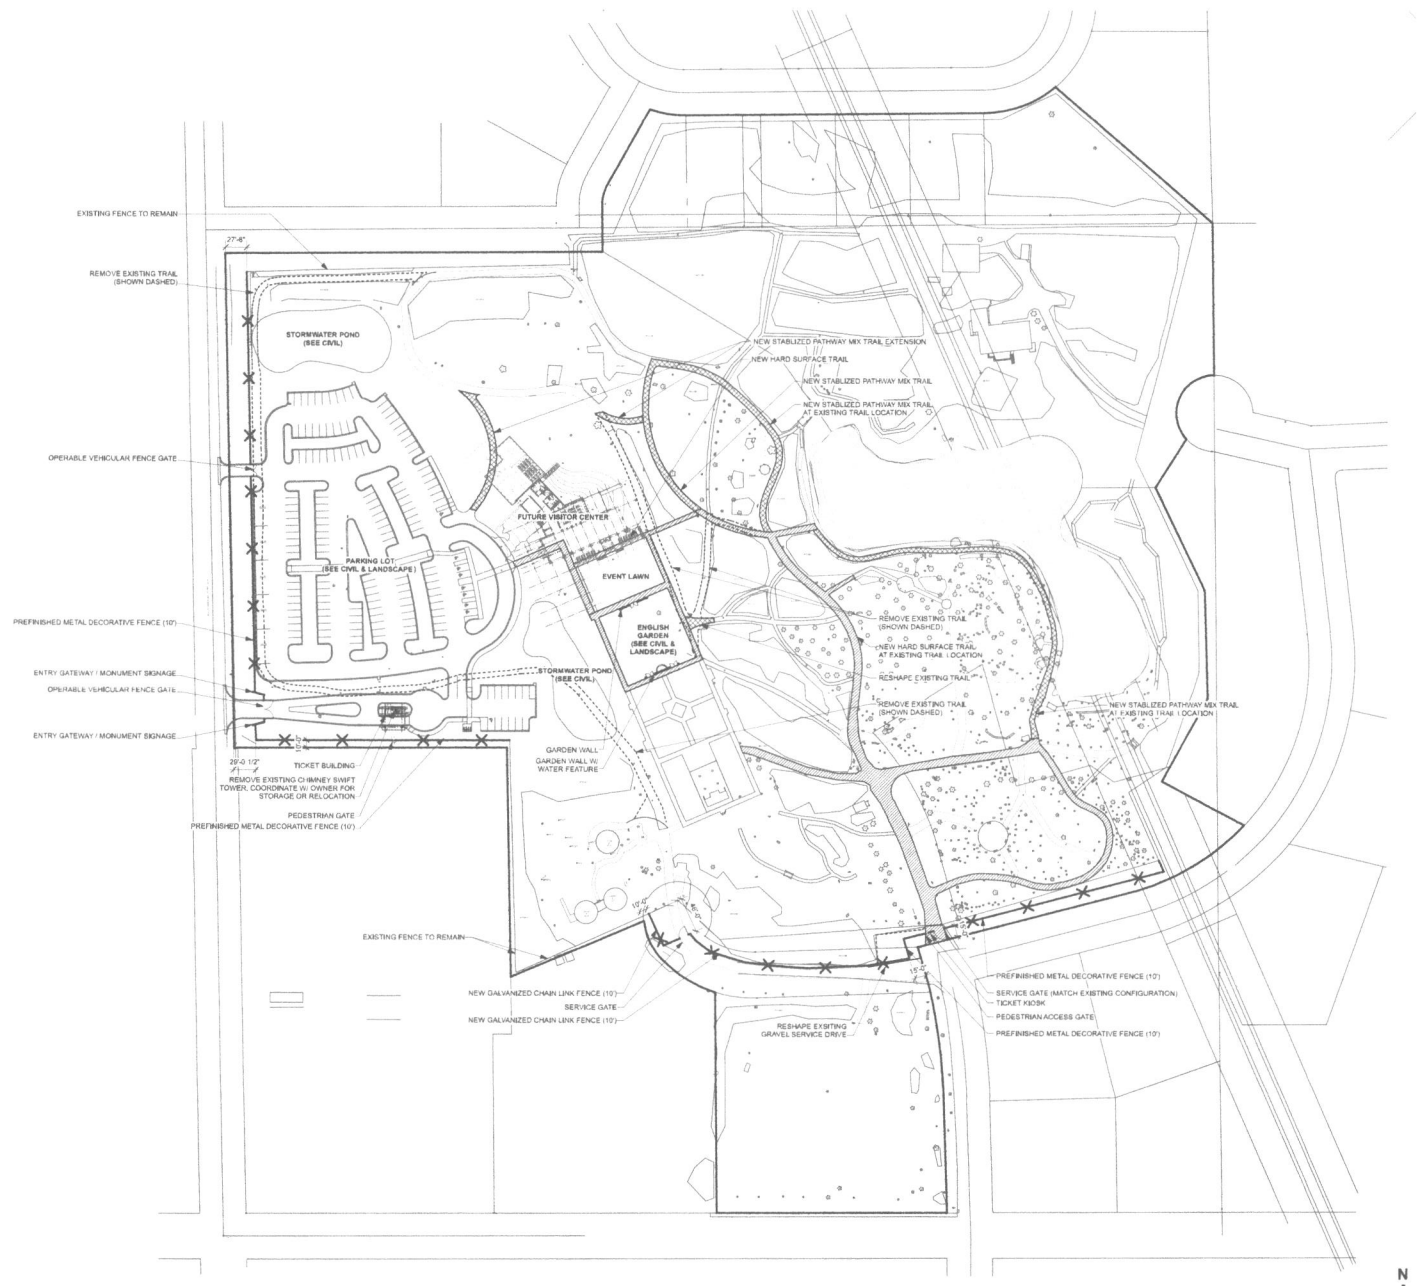 EXISTING FENCE TO REMAIN
27'-6"
REMOVE EXISTING TRAIL
(SHOWN DASHED)
STORMWATER POND
(SEE CIVIL)
NEW STABLIZED PATHWAY MIX TRAIL EXTENSION
NEW HARD SURFACE TRAIL
NEW STABLIZED PATHWAY MIX TRAIL
NEW STABLIZED PATHWAY MIX TRAIL
AT EXISTING TRAIL LOCATION
OPERABLE VEHICULAR FENCE GATE
FUTURE VISITOR CENTER
PARKING LOT
(SEE CIVIL & LANDSCAPE)
EVENT LAWN
PREFINISHED METAL DECORATIVE FENCE (10')
ENGLISH
GARDEN
(SEE CIVIL &
LANDSCAPE)
REMOVE EXISTING TRAIL
(SHOWN DASHED)
NEW HARD SURFACE TRAIL
AT EXISTING TRAIL LOCATION
ENTRY GATEWAY / MONUMENT SIGNAGE
STORMWATER POND
(SEE CIVIL)
RESHAPE EXISTING TRAIL
OPERABLE VEHICULAR FENCE GATE
REMOVE EXISTING TRAIL
(SHOWN DASHED)
NEW STABLIZED PATHWAY MIX TRAIL
AT EXISTING TRAIL LOCATION
ENTRY GATEWAY / MONUMENT SIGNAGE
10'-0"
GARDEN WALL
GARDEN WALL W/
WATER FEATURE
29'-0 1/2"
TICKET BUILDING
REMOVE EXISTING CHIMNEY SWIFT
TOWER, COORDINATE W/ OWNER FOR
STORAGE OR RELOCATION
PEDESTRIAN GATE
PREFINISHED METAL DECORATIVE FENCE (10')
EXISTING FENCE TO REMAIN
NEW GALVANIZED CHAIN LINK FENCE (10')
SERVICE GATE
NEW GALVANIZED CHAIN LINK FENCE (10')
RESHAPE EXSITING
GRAVEL SERVICE DRIVE
15'-0"
PREFINISHED METAL DECORATIVE FENCE (10')
SERVICE GATE (MATCH EXISTING CONFIGURATION)
TICKET KIOSK
PEDESTRIAN ACCESS GATE
PREFINISHED METAL DECORATIVE FENCE (10')
N